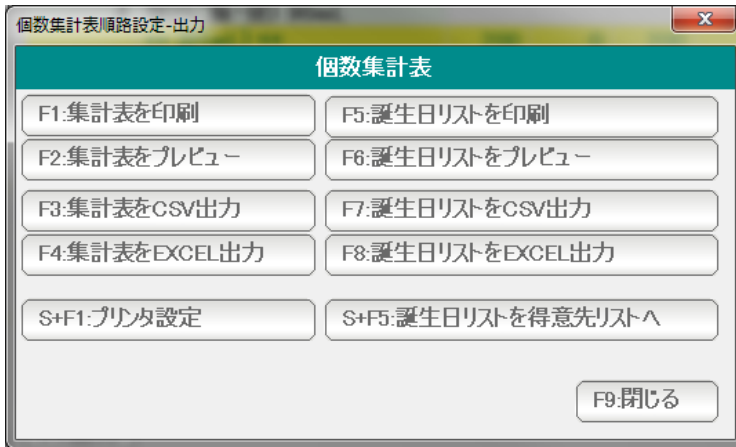 個数集計表順路設定-出力
個数集計表
F1:集計表を印刷
F5:誕生日リストを印刷
F2:集計表をプレビュー
F6:誕生日リストをプレビュー
F3:集計表をCSV出力
F7:誕生日リストをCSV出力
F4:集計表をEXCEL出力
F8:誕生日リストをEXCEL出力
S+F1:プリンタ設定
S+F5:誕生日リストを得意先リストへ
F9:閉じる